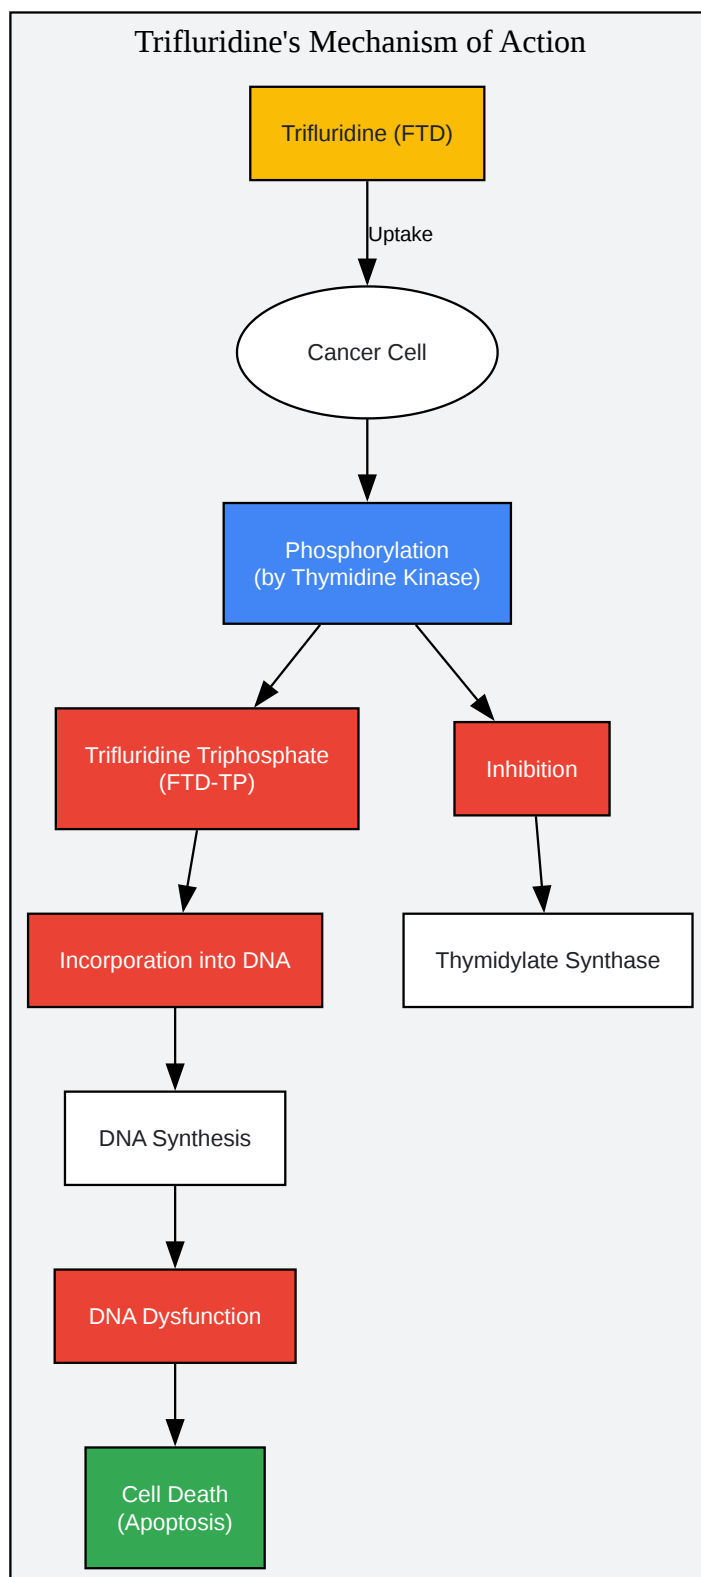 Trifluridine's Mechanism of Action
Trifluridine (FTD)
Uptake
Cancer Cell
Phosphorylation
(by Thymidine Kinase)
Trifluridine Triphosphate
(FTD-TP)
Inhibition
Incorporation into DNA
Thymidylate Synthase
DNA Synthesis
DNA Dysfunction
Cell Death
(Apoptosis)